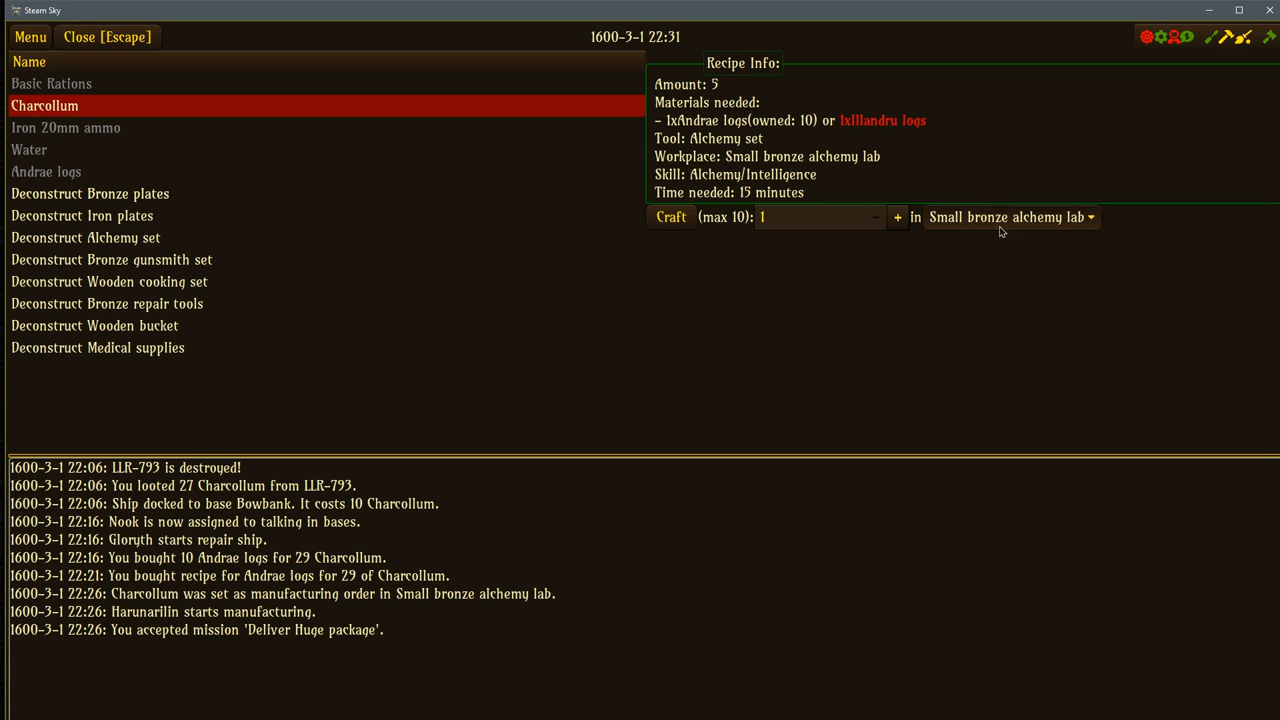 Steam Sky
Menu Close [Escape] 1600-3-1 22:31
Name
Basic Rations
Charcollum
Iron 20mm ammo
Water
Andrae logs
Deconstruct Bronze plates
Deconstruct Iron plates
Deconstruct Alchemy set
Deconstruct Bronze gunsmith set
Deconstruct Wooden cooking set
Deconstruct Bronze repair tools
Deconstruct Wooden bucket
Deconstruct Medical supplies
Recipe Info:
Amount: 5
Materials needed:
- 1xAndrae logs(owned: 10) or 1xIllandru logs
Tool: Alchemy set
Workplace: Small bronze alchemy lab
Skill: Alchemy/Intelligence
Time needed: 15 minutes
Craft (max 10): 1 - + in Small bronze alchemy lab
1600-3-1 22:06: LLR-793 is destroyed!
1600-3-1 22:06: You looted 27 Charcollum from LLR-793.
1600-3-1 22:06: Ship docked to base Bowbank. It costs 10 Charcollum.
1600-3-1 22:16: Nook is now assigned to talking in bases.
1600-3-1 22:16: Gloryth starts repair ship.
1600-3-1 22:16: You bought 10 Andrae logs for 29 Charcollum.
1600-3-1 22:21: You bought recipe for Andrae logs for 29 of Charcollum.
1600-3-1 22:26: Charcollum was set as manufacturing order in Small bronze alchemy lab.
1600-3-1 22:26: Harunarilin starts manufacturing.
1600-3-1 22:26: You accepted mission 'Deliver Huge package'.